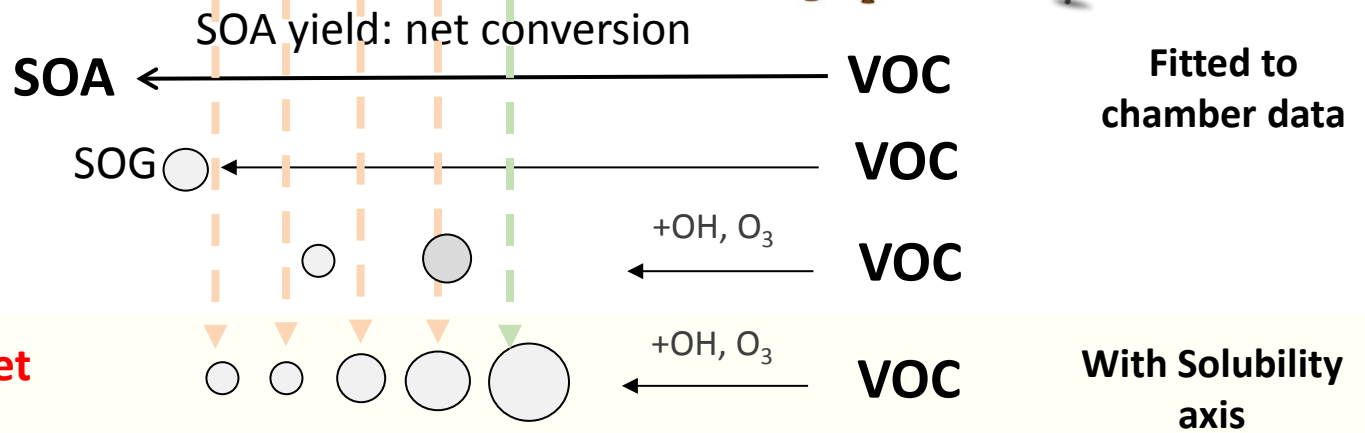 SOA yield: net conversion
SOA
VOC
Fitted to
chamber data
SOG
VOC
+OH, O₃
VOC
et
+OH, O₃
VOC
With Solubility
axis